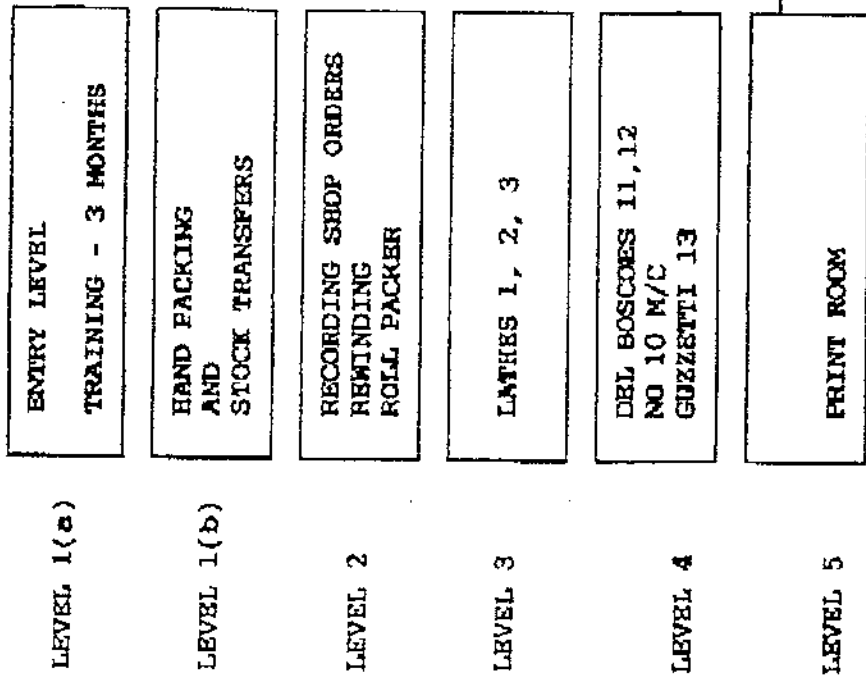 LEVEL 1(a)
ENTRY LEVEL
TRAINING - 3 MONTHS
LEVEL 1(b)
HAND PACKING
AND
STOCK TRANSFERS
LEVEL 2
RECORDING SHOP ORDERS
REWINDING
ROLL PACKER
LEVEL 3
LATHES 1, 2, 3
LEVEL 4
DEL BOSCOES 11,12
NO 10 M/C
GUZZETTI 13
LEVEL 5
PRINT ROOM